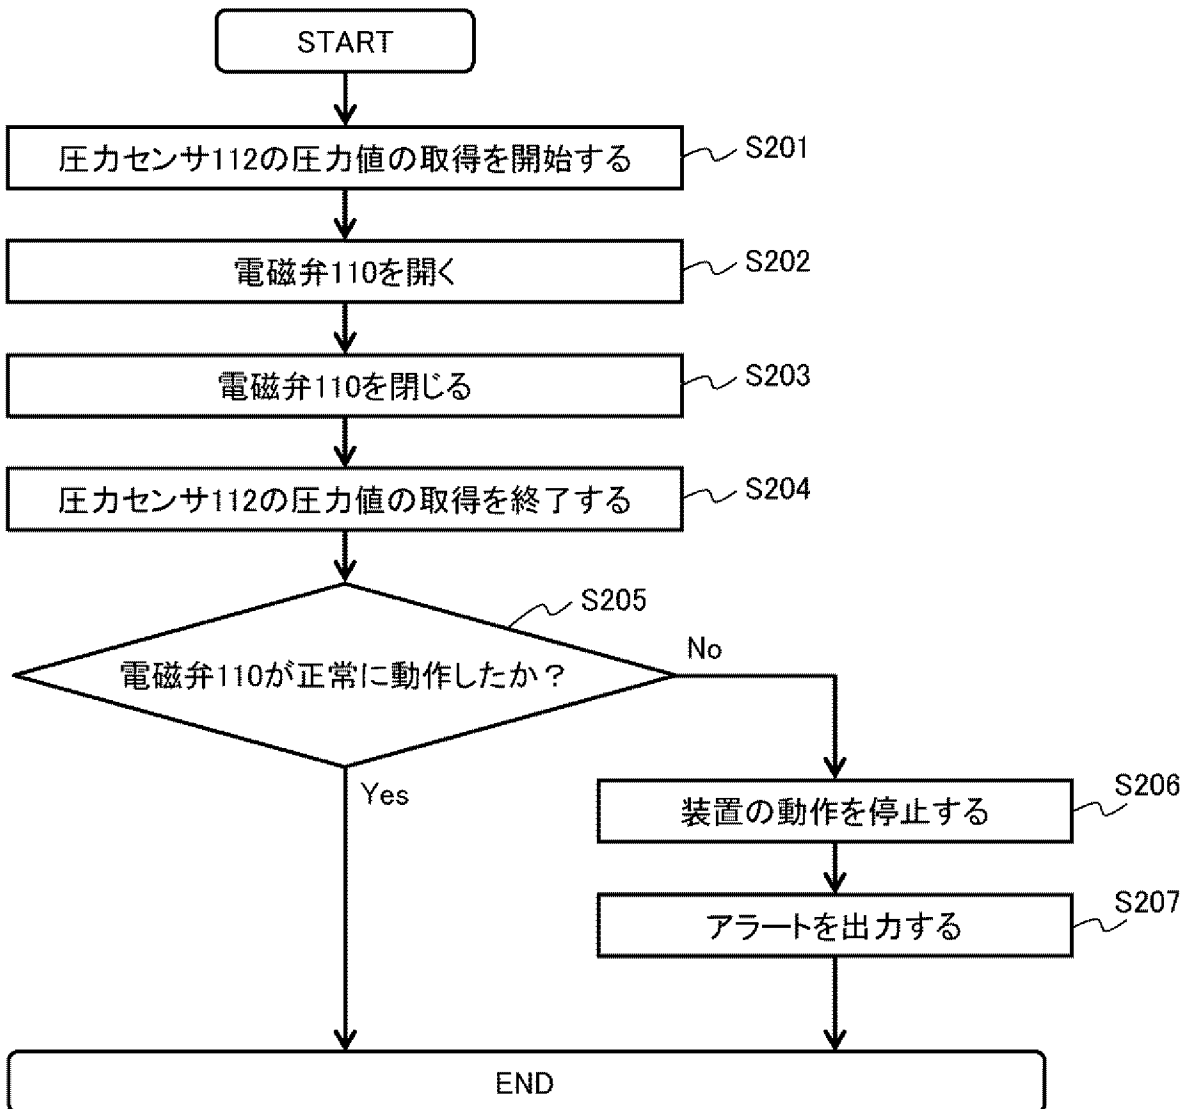 START
圧力センサ112の圧力値の取得を開始する
S201
電磁弁110を開く
S202
電磁弁110を閉じる
S203
圧力センサ112の圧力値の取得を終了する
S204
S205
電磁弁110が正常に動作したか？
No
Yes
装置の動作を停止する
S206
アラートを出力する
S207
END